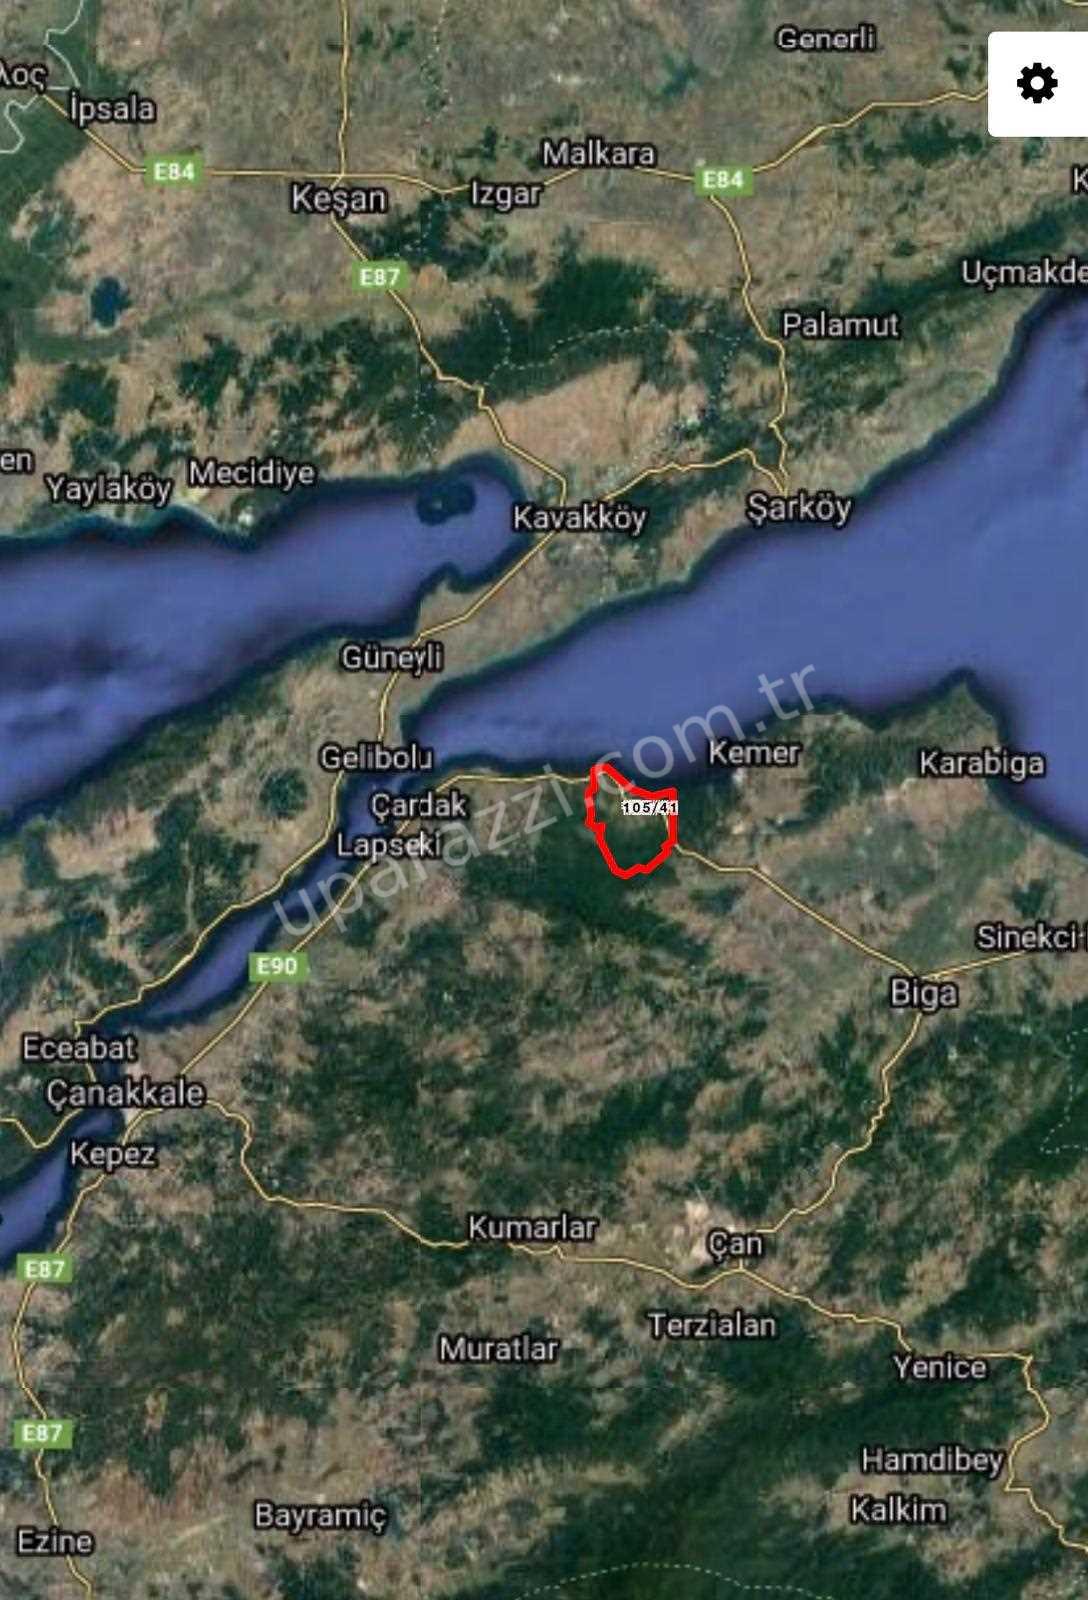 Generli
λος
İpsala
Malkara
E84
E84
Keşan
Izgar
E87
Uçmakde
Palamut
en
Yaylaköy
Mecidiye
Kavakköy
Şarköy
Güneyli
uparazzi.com.tr
Gelibolu
Kemer
Karabiga
Çardak
105/41
Lapseki
Sinekci
E90
Biga
Eceabat
Çanakkale
Kepez
Kumarlar
Çan
E87
Terzialan
Muratlar
Yenice
E87
Hamdibey
Kalkim
Bayramiç
Ezine